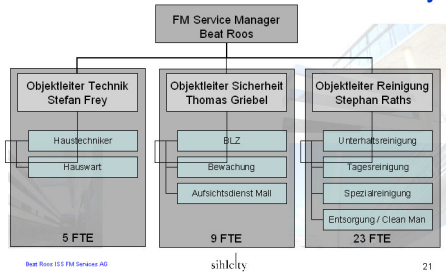 FM Service Manager
Beat Roos
Objektleiter Technik
Stefan Frey
Haustechniker
Hauswart
5 FTE
Objektleiter Sicherheit
Thomas Griebel
BLZ
Bewachung
Aufsichtsdienst Mall
9 FTE
Objektleiter Reinigung
Stephan Raths
Unterhaltsreinigung
Tagesreinigung
Spezialreinigung
Entsorgung / Clean Man
23 FTE
Beat Roos ISS FM Services AG
sihlcity
21